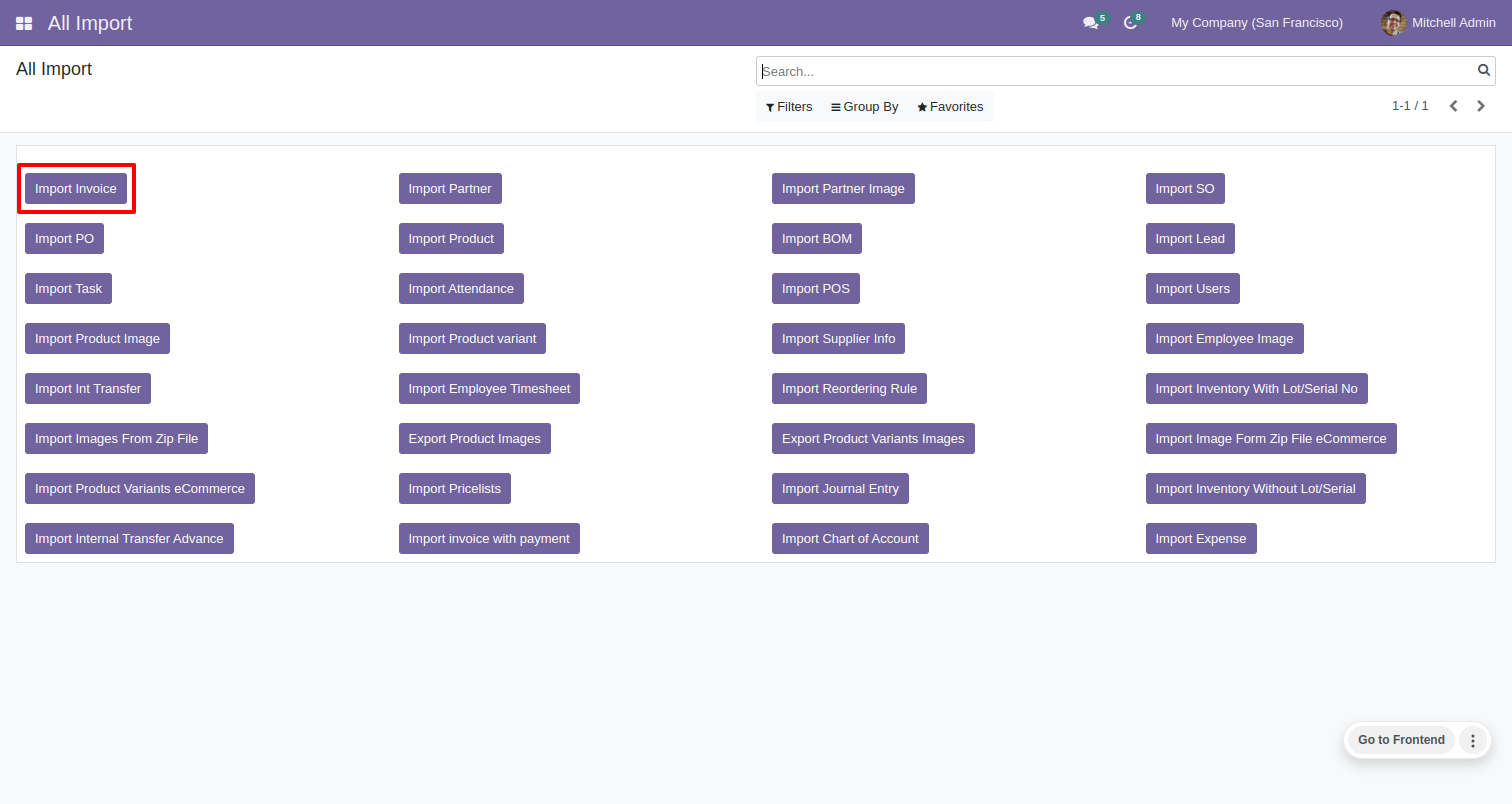 All Import
5
8
My Company (San Francisco)
Mitchell Admin
All Import
Search...
Filters
Group By
Favorites
1-1 / 1
Import Invoice
Import Partner
Import Partner Image
Import SO
Import PO
Import Product
Import BOM
Import Lead
Import Task
Import Attendance
Import POS
Import Users
Import Product Image
Import Product variant
Import Supplier Info
Import Employee Image
Import Int Transfer
Import Employee Timesheet
Import Reordering Rule
Import Inventory With Lot/Serial No
Import Images From Zip File
Export Product Images
Export Product Variants Images
Import Image Form Zip File eCommerce
Import Product Variants eCommerce
Import Pricelists
Import Journal Entry
Import Inventory Without Lot/Serial
Import Internal Transfer Advance
Import invoice with payment
Import Chart of Account
Import Expense
Go to Frontend